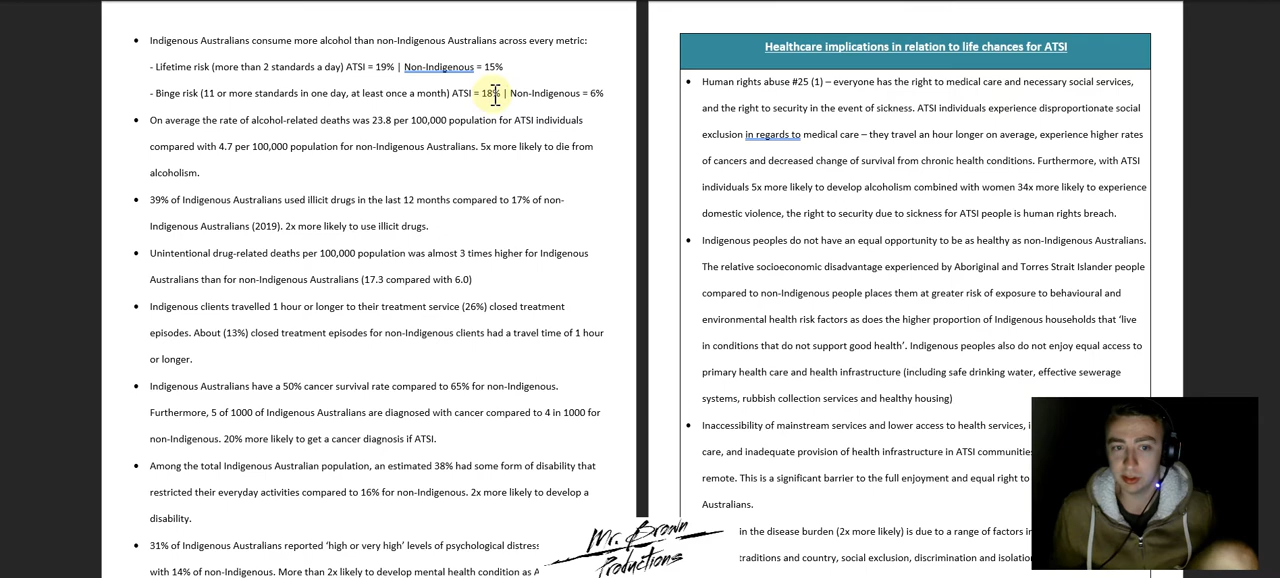 Indigenous Australians consume more alcohol than non-Indigenous Australians across every metric:
- Lifetime risk (more than 2 standards a day) ATSI = 19% | Non-Indigenous = 15%
- Binge risk (11 or more standards in one day, at least once a month) ATSI = 18% | Non-Indigenous = 6%
On average the rate of alcohol-related deaths was 23.8 per 100,000 population for ATSI individuals
compared with 4.7 per 100,000 population for non-Indigenous Australians. 5x more likely to die from
alcoholism.
39% of Indigenous Australians used illicit drugs in the last 12 months compared to 17% of non-
Indigenous Australians (2019). 2x more likely to use illicit drugs.
Unintentional drug-related deaths per 100,000 population was almost 3 times higher for Indigenous
Australians than for non-Indigenous Australians (17.3 compared with 6.0)
Indigenous clients travelled 1 hour or longer to their treatment service (26%) closed treatment
episodes. About (13%) closed treatment episodes for non-Indigenous clients had a travel time of 1 hour
or longer.
Indigenous Australians have a 50% cancer survival rate compared to 65% for non-Indigenous.
Furthermore, 5 of 1000 of Indigenous Australians are diagnosed with cancer compared to 4 in 1000 for
non-Indigenous. 20% more likely to get a cancer diagnosis if ATSI.
Among the total Indigenous Australian population, an estimated 38% had some form of disability that
restricted their everyday activities compared to 16% for non-Indigenous. 2x more likely to develop a
disability.
31% of Indigenous Australians reported 'high or very high' levels of psychological distress
with 14% of non-Indigenous. More than 2x likely to develop mental health condition as A
Healthcare implications in relation to life chances for ATSI
Human rights abuse #25 (1) – everyone has the right to medical care and necessary social services,
and the right to security in the event of sickness. ATSI individuals experience disproportionate social
exclusion in regards to medical care – they travel an hour longer on average, experience higher rates
of cancers and decreased change of survival from chronic health conditions. Furthermore, with ATSI
individuals 5x more likely to develop alcoholism combined with women 34x more likely to experience
domestic violence, the right to security due to sickness for ATSI people is human rights breach.
Indigenous peoples do not have an equal opportunity to be as healthy as non-Indigenous Australians.
The relative socioeconomic disadvantage experienced by Aboriginal and Torres Strait Islander people
compared to non-Indigenous people places them at greater risk of exposure to behavioural and
environmental health risk factors as does the higher proportion of Indigenous households that 'live
in conditions that do not support good health'. Indigenous peoples also do not enjoy equal access to
primary health care and health infrastructure (including safe drinking water, effective sewerage
systems, rubbish collection services and healthy housing)
Inaccessibility of mainstream services and lower access to health services, i
care, and inadequate provision of health infrastructure in ATSI communities
remote. This is a significant barrier to the full enjoyment and equal right to
Australians.
in the disease burden (2x more likely) is due to a range of factors in
traditions and country, social exclusion, discrimination and isolation
Mr. Brown
Productions